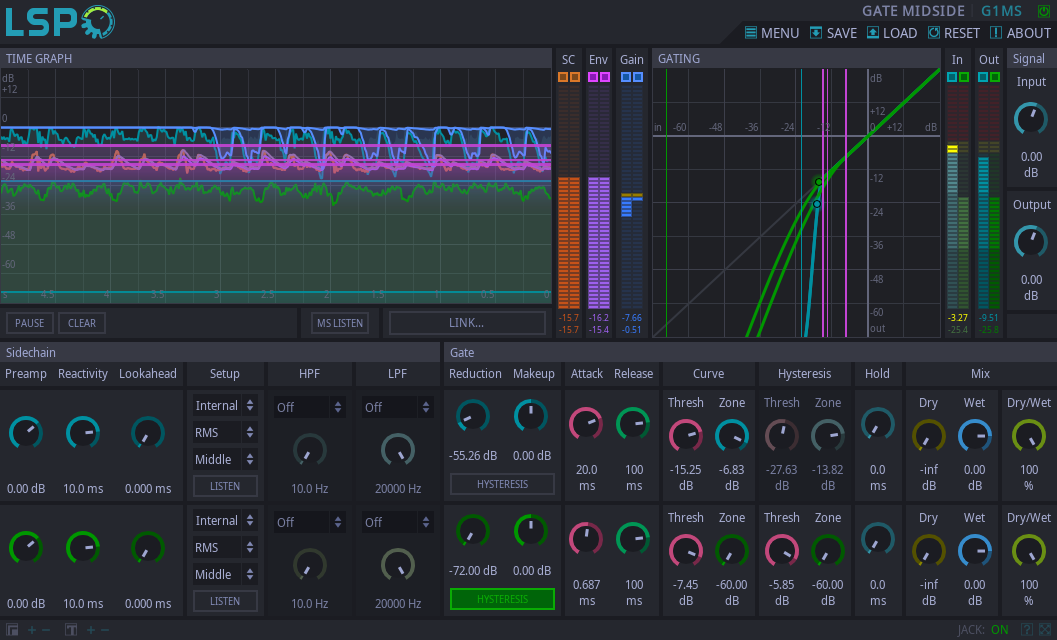 LSP
GATE MIDSIDE G1MS
MENU SAVE LOAD RESET ABOUT
TIME GRAPH SC Env Gain GATING In Out Signal
dB
+12
0
-12
-24
-36
-48
-60
s 4.5 4 3.5 3 2.5 2 1.5 1 0.5 0
-15.7 -16.2 -7.66
-15.7 -15.4 -0.51
dB
+12
in -60 -48 -36 -24 -12 0 +12 dB
-12
-24
-36
-48
-60
out
-3.27 -9.51
-25.4 -25.8
Input
0.00
dB
Output
0.00
dB
PAUSE CLEAR MS LISTEN LINK...
Sidechain Gate
Preamp Reactivity Lookahead Setup HPF LPF Reduction Makeup Attack Release Curve Hysteresis Hold Mix
Internal Off Off Thresh Zone Thresh Zone Dry Wet Dry/Wet
RMS
Middle
-55.26 dB 0.00 dB
20.0 100 -15.25 -6.83 -27.63 -13.82 0.0 -inf 0.00 100
ms ms dB dB dB dB ms dB dB %
0.00 dB 10.0 ms 0.000 ms LISTEN 10.0 Hz 20000 Hz HYSTERESIS
Internal Off Off Thresh Zone Thresh Zone Dry Wet Dry/Wet
RMS
Middle
-72.00 dB 0.00 dB
0.687 100 -7.45 -60.00 -5.85 -60.00 0.0 -inf 0.00 100
ms ms dB dB dB dB ms dB dB %
0.00 dB 10.0 ms 0.000 ms LISTEN 10.0 Hz 20000 Hz HYSTERESIS
JACK: ON